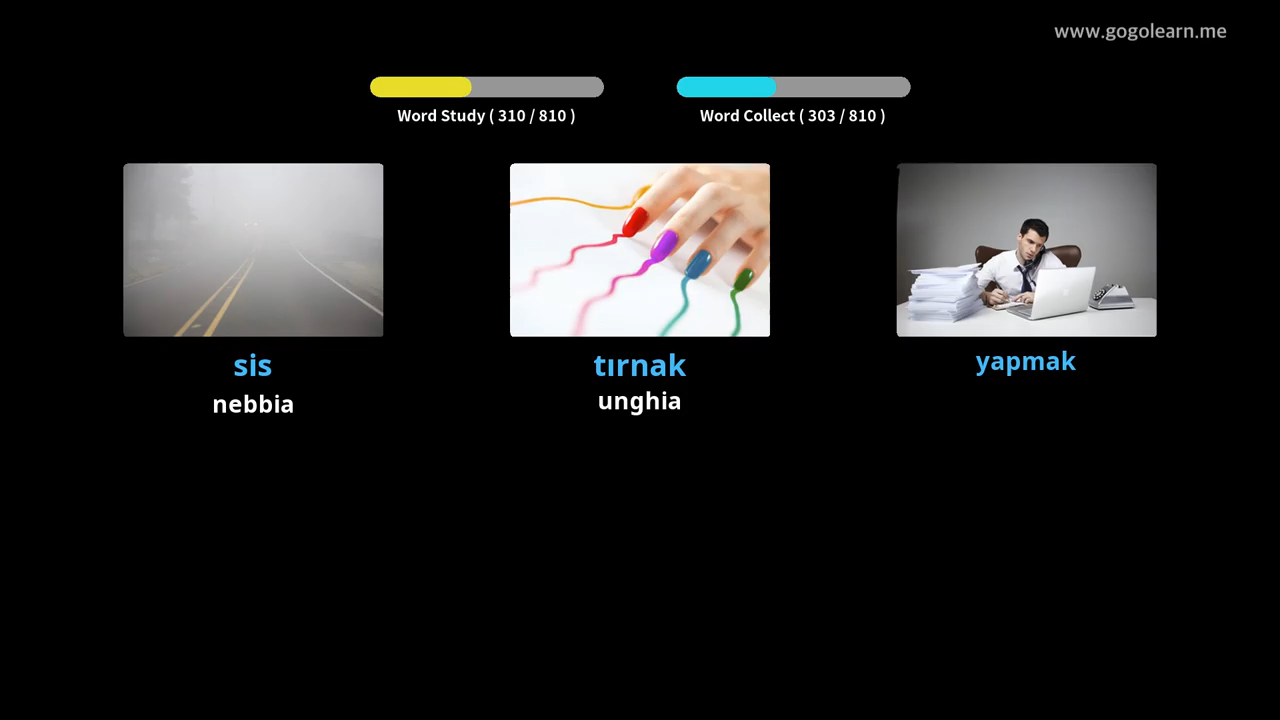 www.gogolearn.me
Word Study ( 310 / 810 )
Word Collect ( 303 / 810 )
sis
nebbia
tırnak
unghia
yapmak